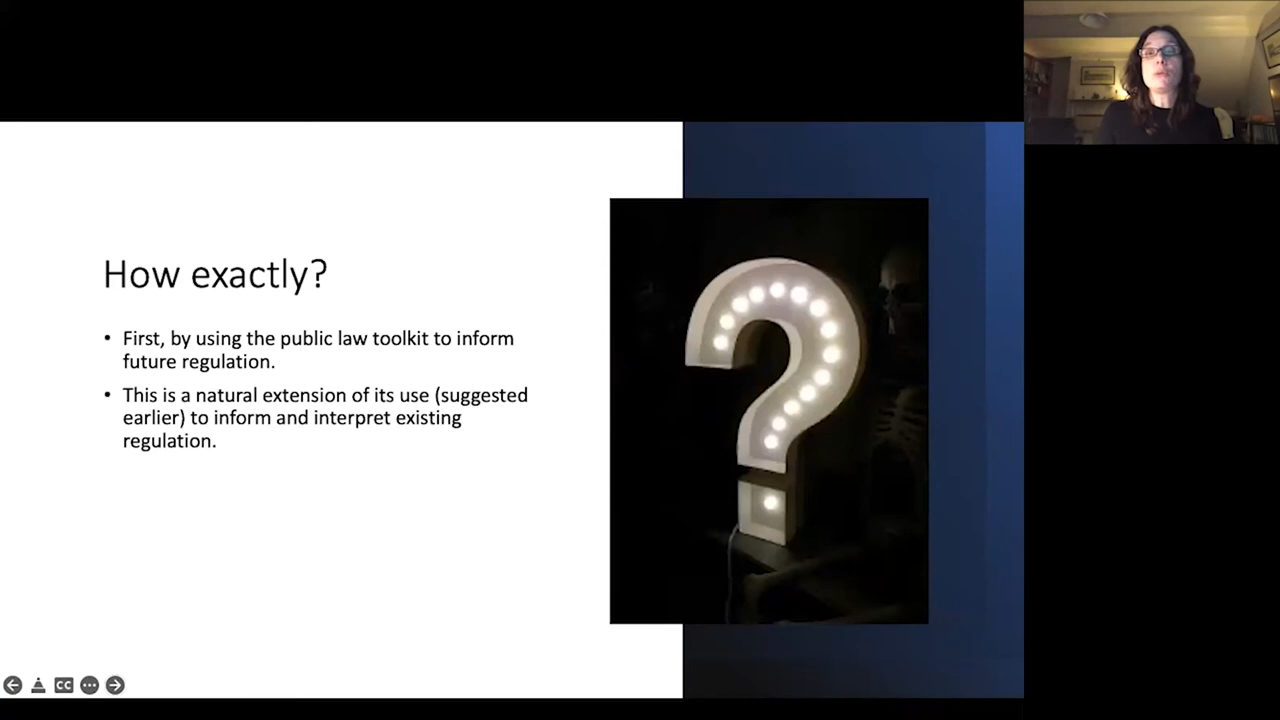 How exactly?
• First, by using the public law toolkit to inform
future regulation.
• This is a natural extension of its use (suggested
earlier) to inform and interpret existing
regulation.
CC